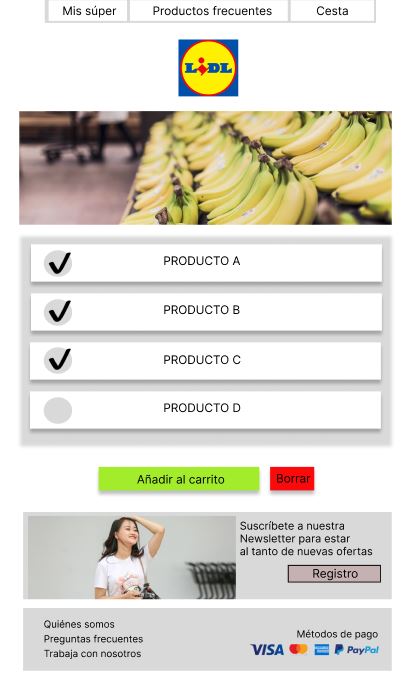 Mis súper
Productos frecuentes
Cesta
LIDL
PRODUCTO A
PRODUCTO B
PRODUCTO C
PRODUCTO D
Añadir al carrito
Borrar
Suscríbete a nuestra
Newsletter para estar
al tanto de nuevas ofertas
Registro
Quiénes somos
Preguntas frecuentes
Trabaja con nosotros
Métodos de pago
VISA
PayPal